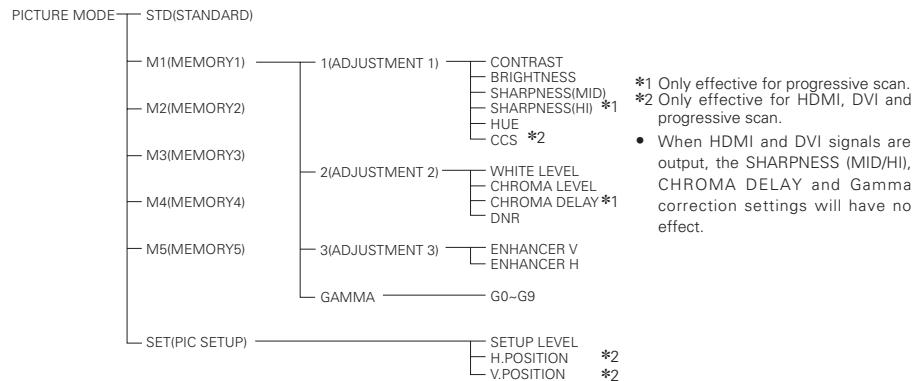 PICTURE MODE STD(STANDARD)
M1(MEMORY1) 1(ADJUSTMENT 1) CONTRAST
BRIGHTNESS
SHARPNESS(MID)
SHARPNESS(HI) *1
HUE
CCS *2
M2(MEMORY2)
M3(MEMORY3)
2(ADJUSTMENT 2) WHITE LEVEL
CHROMA LEVEL
CHROMA DELAY *1
DNR
M4(MEMORY4)
M5(MEMORY5) 3(ADJUSTMENT 3) ENHANCER V
ENHANCER H
GAMMA G0~G9
SET(PIC SETUP) SETUP LEVEL
H.POSITION *2
V.POSITION *2
*1 Only effective for progressive scan.
*2 Only effective for HDMI, DVI and
progressive scan.
• When HDMI and DVI signals are
output, the SHARPNESS (MID/HI),
CHROMA DELAY and Gamma
correction settings will have no
effect.